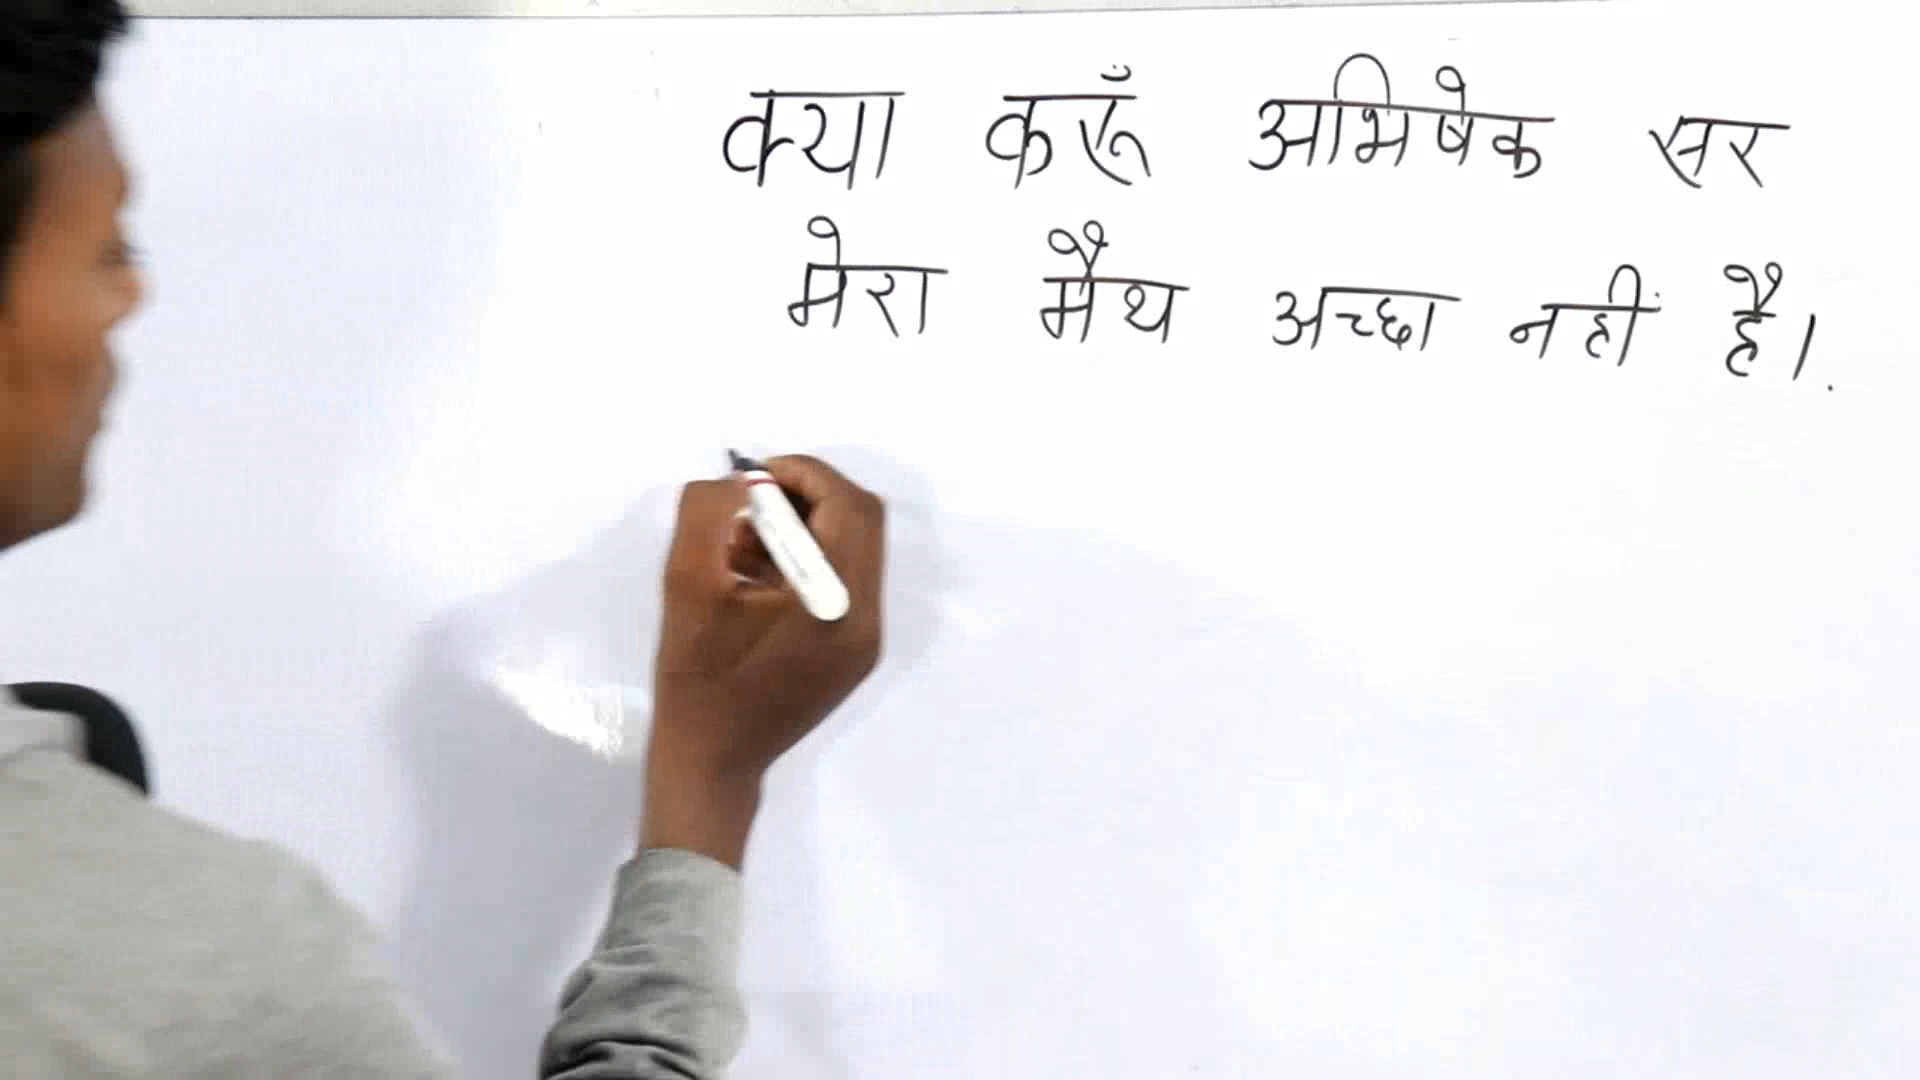 क्या करूँ अभिषेक सर
मेरा मैथ अच्छा नहीं है।